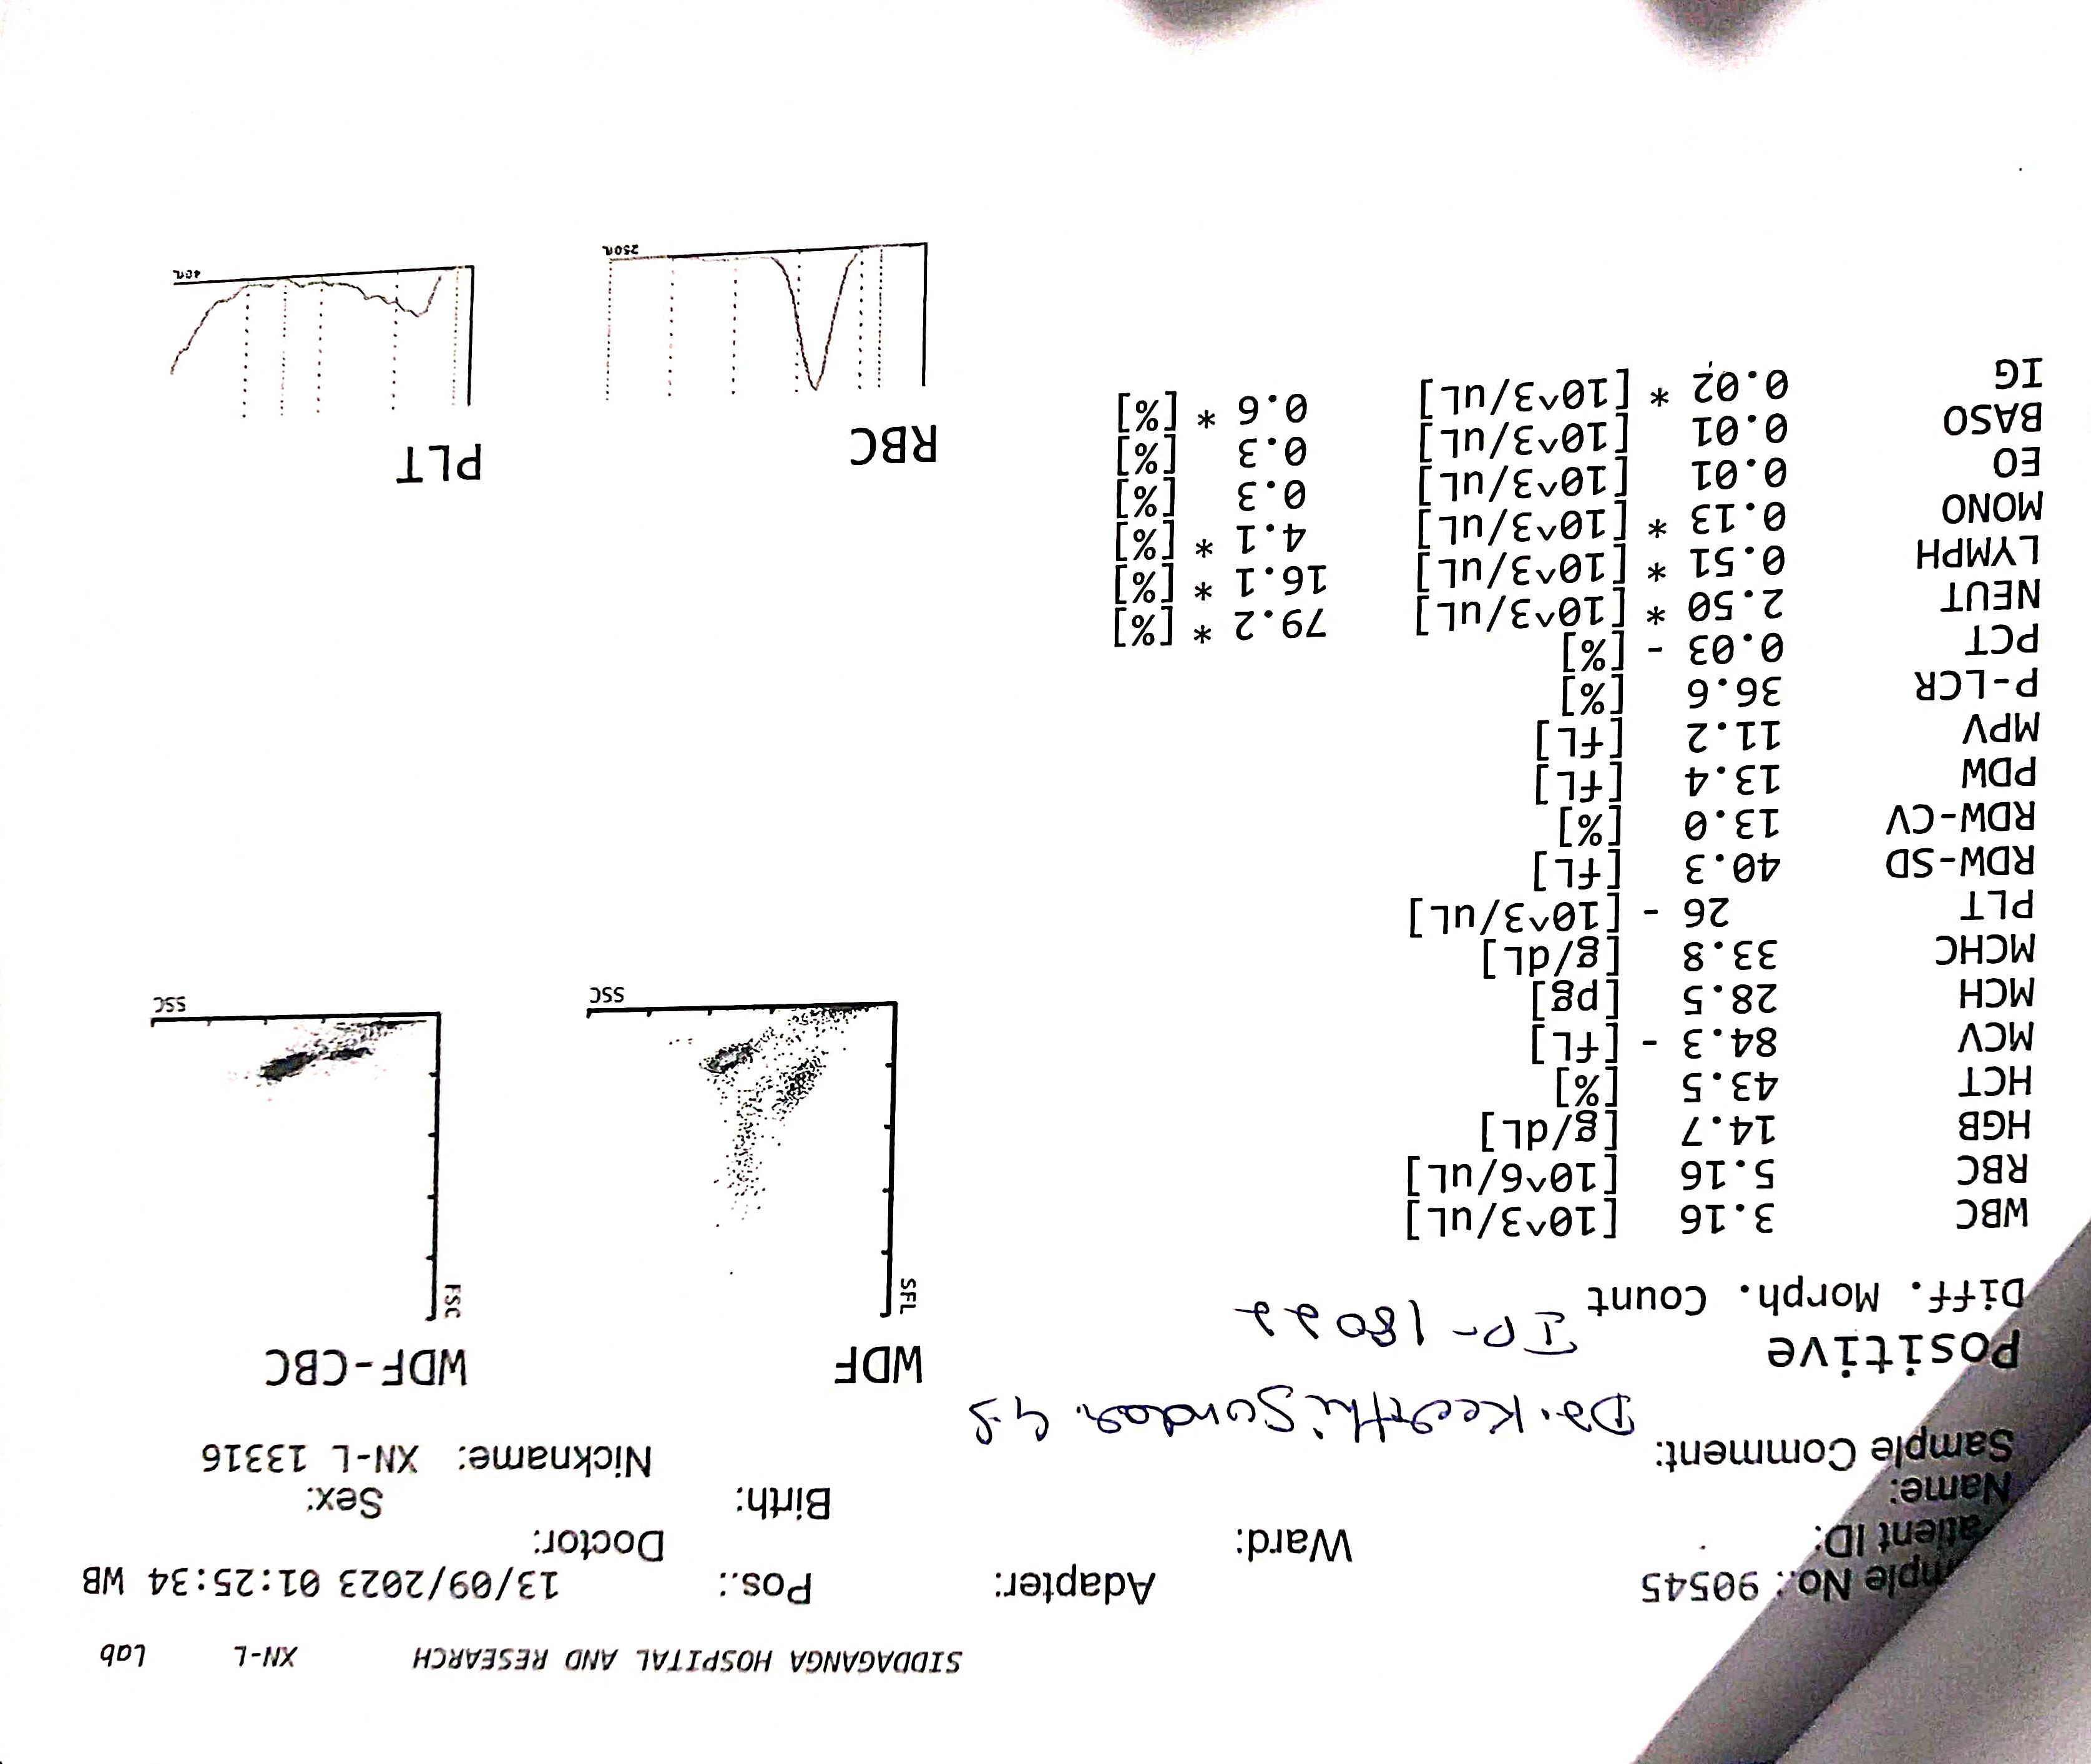 SIDDAGANGA HOSPITAL AND RESEARCH XN-L Lab
mple No.: 90545 Adapter: Pos.: 13/09/2023 01:25:34 WB
atient ID: Ward: Doctor:
Name: Birth: Sex:
Sample Comment: Nickname: XN-L 13316
Dr. Keerthi Sundar. G S
Positive IP-18022
Diff. Morph. Count
WBC 3.16 [10^3/uL]
RBC 5.16 [10^6/uL]
HGB 14.7 [g/dL]
HCT 43.5 [%]
MCV 84.3 - [fL]
MCH 28.5 [pg]
MCHC 33.8 [g/dL]
PLT 26 - [10^3/uL]
RDW-SD 40.3 [fL]
RDW-CV 13.0 [%]
PDW 13.4 [fL]
MPV 11.2 [fL]
P-LCR 36.6 [%]
PCT 0.03 - [%]
NEUT 2.50 * [10^3/uL] 79.2 * [%]
LYMPH 0.51 * [10^3/uL] 16.1 * [%]
MONO 0.13 * [10^3/uL] 4.1 * [%]
EO 0.01 [10^3/uL] 0.3 [%]
BASO 0.01 [10^3/uL] 0.3 [%]
IG 0.02 * [10^3/uL] 0.6 * [%]
WDF WDF-CBC
SFL FSC
SSC SSC
RBC PLT
250fL 40fL